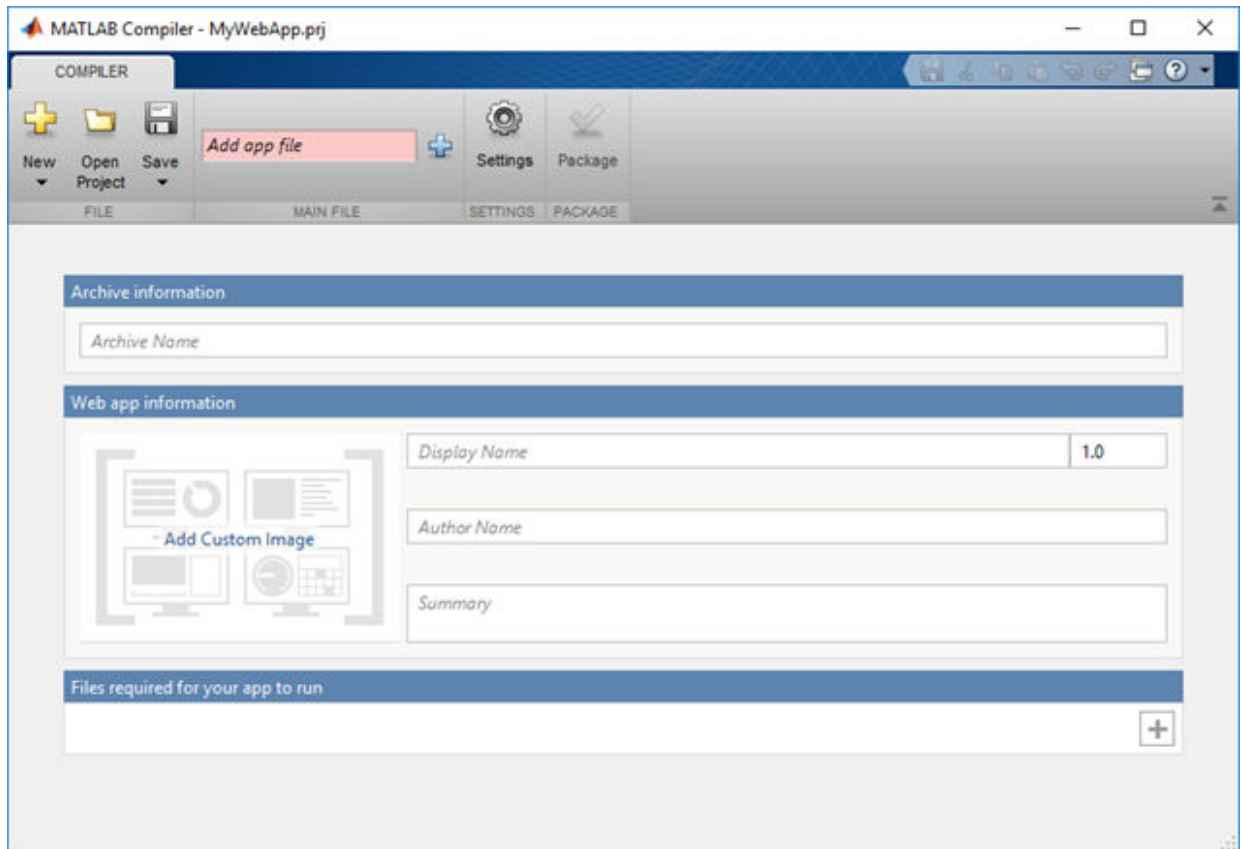 MATLAB Compiler - MyWebApp.prj
COMPILER
New
Open Project
Save
Add app file
Settings
Package
FILE
MAIN FILE
SETTINGS
PACKAGE
Archive information
Archive Name
Web app information
Add Custom Image
Display Name
1.0
Author Name
Summary
Files required for your app to run